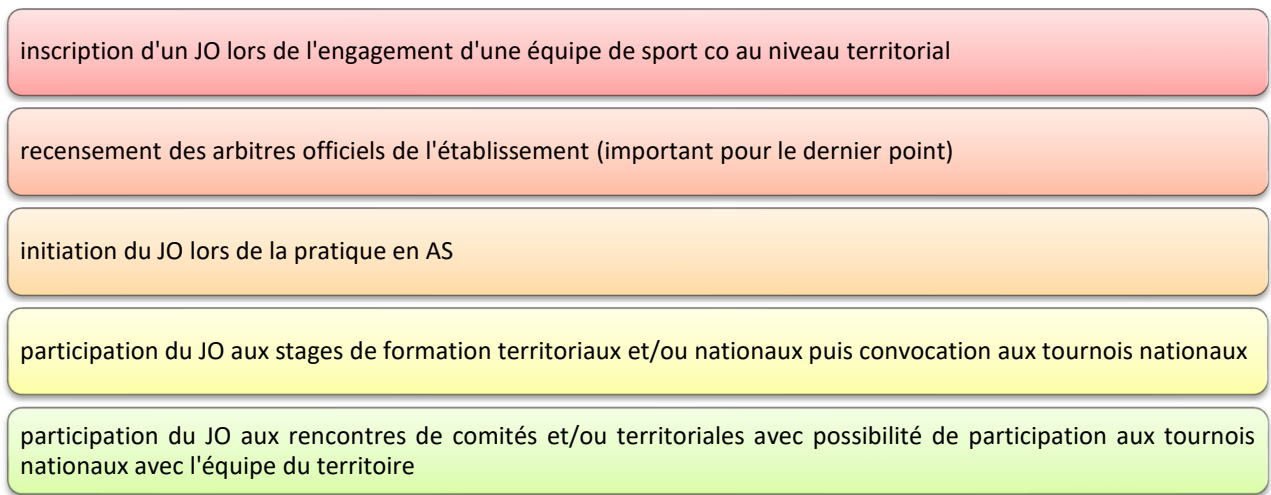 inscription d'un JO lors de l'engagement d'une équipe de sport co au niveau territorial
recensement des arbitres officiels de l'établissement (important pour le dernier point)
initiation du JO lors de la pratique en AS
participation du JO aux stages de formation territoriaux et/ou nationaux puis convocation aux tournois nationaux
participation du JO aux rencontres de comités et/ou territoriales avec possibilité de participation aux tournois
nationaux avec l'équipe du territoire